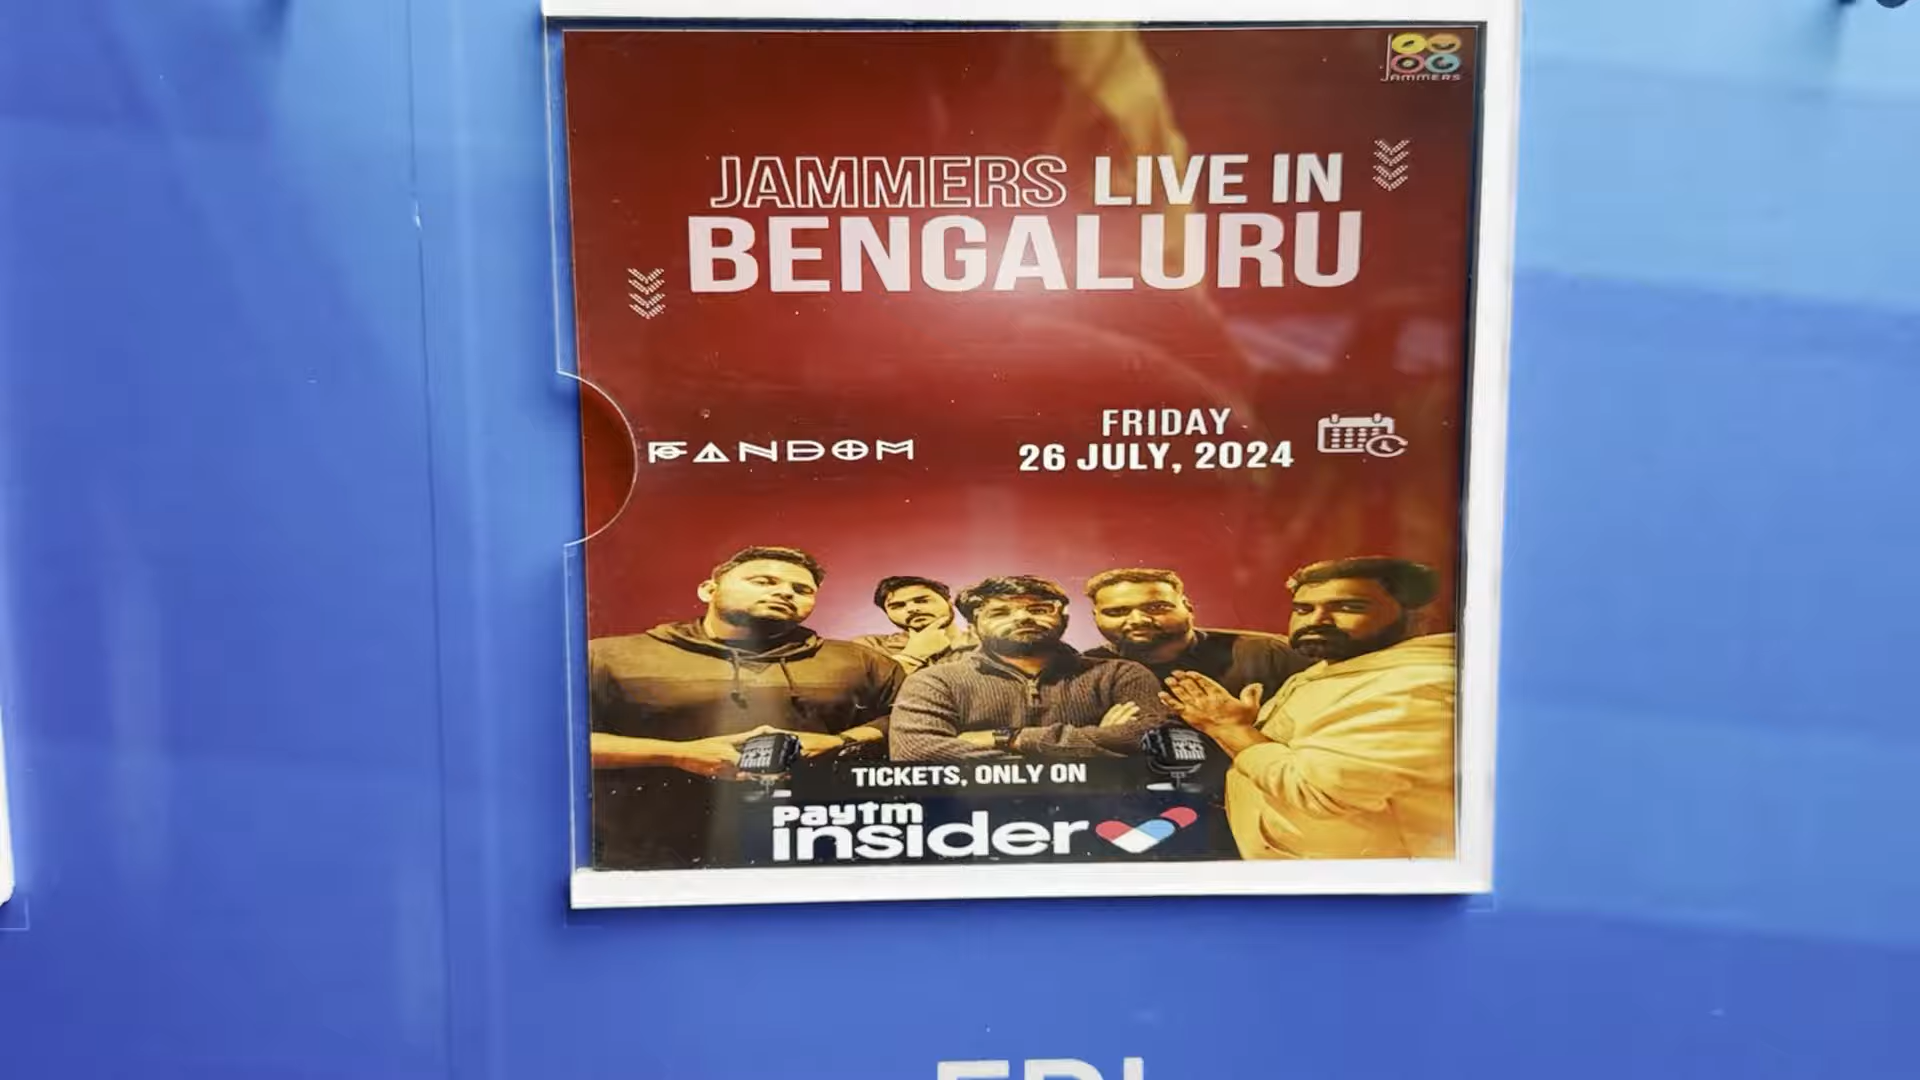 JAMMERS
JAMMERS LIVE IN
BENGALURU
FANDOM
FRIDAY
26 JULY, 2024
TICKETS, ONLY ON
Paytm
insider